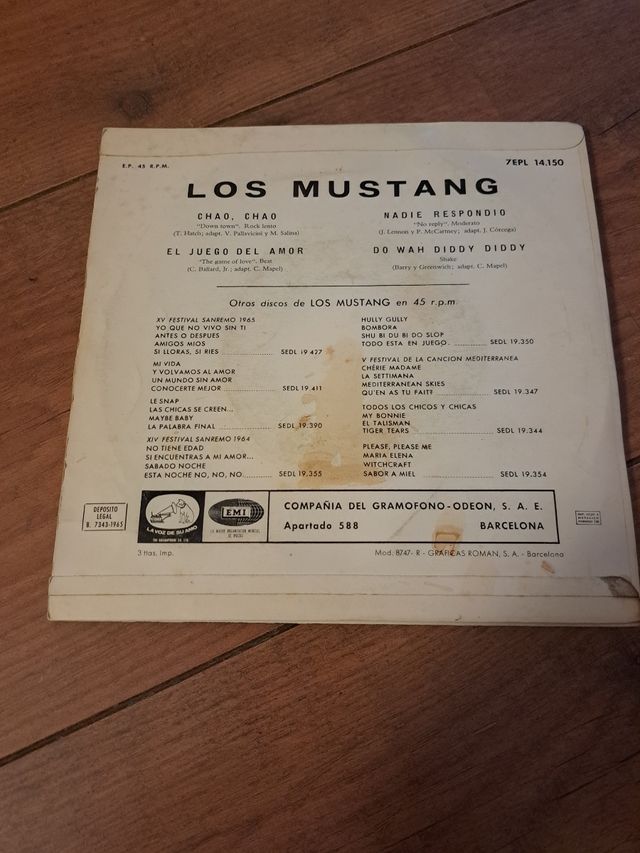 E.P. 45 R.P.M.
7EPL 14.150
LOS MUSTANG
CHAO, CHAO
"Down town". Rock lento
(T. Hatch; adapt. V. Pallavicini y M. Salina)
EL JUEGO DEL AMOR
"The game of love". Beat
(C. Ballard, Jr.; adapt. C. Mapel)
NADIE RESPONDIO
"No reply". Moderato
(J. Lennon y P. McCartney; adapt. J. Córcega)
DO WAH DIDDY DIDDY
Shake
(Barry y Greenwich; adapt. C. Mapel)
Otros discos de LOS MUSTANG en 45 r.p.m.
XV FESTIVAL SANREMO 1965
YO QUE NO VIVO SIN TI
ANTES O DESPUES
AMIGOS MIOS
SI LLORAS, SI RIES ............ SEDL 19.427
MI VIDA
Y VOLVAMOS AL AMOR
UN MUNDO SIN AMOR
CONOCERTE MEJOR ............ SEDL 19.411
LE SNAP
LAS CHICAS SE CREEN...
MAYBE BABY
LA PALABRA FINAL ............ SEDL 19.390
XIV FESTIVAL SANREMO 1964
NO TIENE EDAD
SI ENCUENTRAS A MI AMOR...
SABADO NOCHE
ESTA NOCHE NO, NO, NO ............ SEDL 19.355
HULLY GULLY
BOMBORA
SHU BI DU BI DO SLOP
TODO ESTA EN JUEGO ............ SEDL 19.350
V FESTIVAL DE LA CANCION MEDITERRANEA
CHÉRIE MADAME
LA SETTIMANA
MEDITERRANEAN SKIES
QU'EN AS TU FAIT? ............ SEDL 19.347
TODOS LOS CHICOS Y CHICAS
MY BONNIE
EL TALISMAN
TIGER TEARS ............ SEDL 19.344
PLEASE, PLEASE ME
MARIA ELENA
WITCHCRAFT
SABOR A MIEL ............ SEDL 19.354
DEPOSITO
LEGAL
B. 7343-1965
LA VOZ DE SU AMO
EMI
LA MAYOR ORGANIZACION MUNDIAL
DE DISCOS
COMPAÑIA DEL GRAMOFONO-ODEON, S. A. E.
Apartado 588 BARCELONA
3 Has. Imp.
Mod. 8747-R - GRAFICAS ROMAN, S. A. - Barcelona